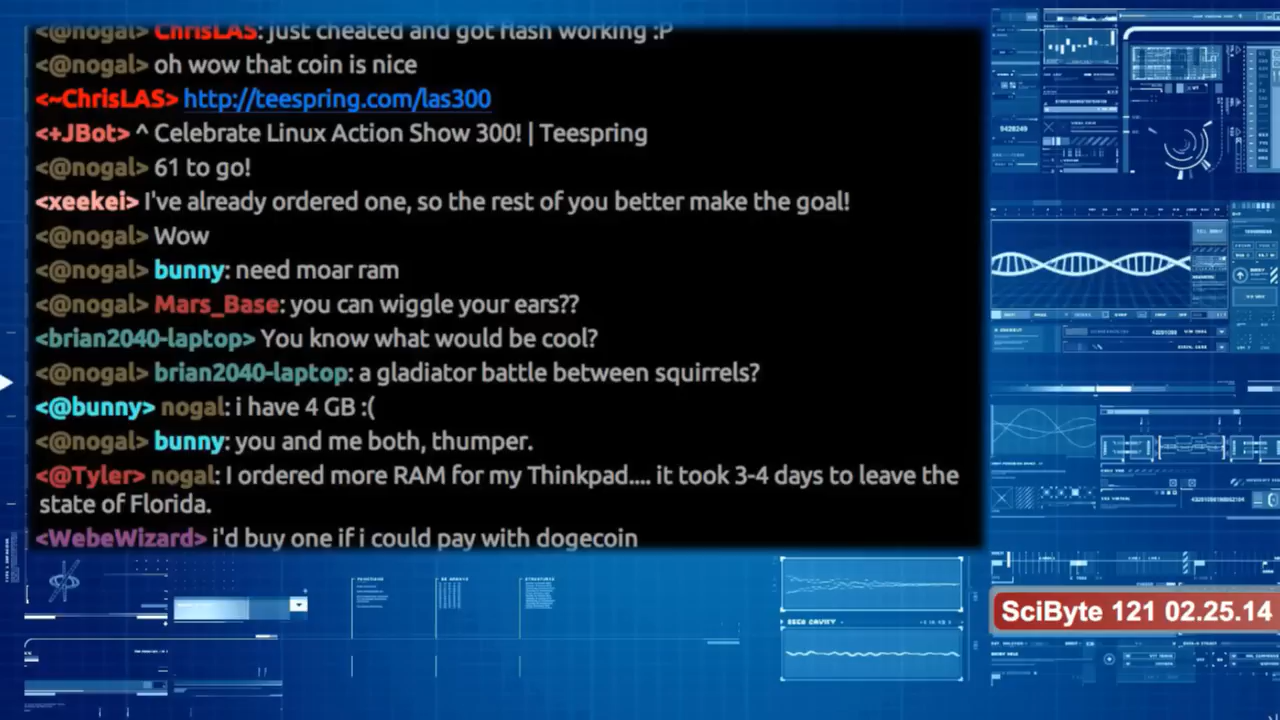 <@nogal> ChrisLAS: just cheated and got flash working :P
<@nogal> oh wow that coin is nice
<~ChrisLAS> http://teespring.com/las300
<+JBot> ^ Celebrate Linux Action Show 300! | Teespring
<@nogal> 61 to go!
<xeekei> I've already ordered one, so the rest of you better make the goal!
<@nogal> Wow
<@nogal> bunny: need moar ram
<@nogal> Mars_Base: you can wiggle your ears??
<brian2040-laptop> You know what would be cool?
<@nogal> brian2040-laptop: a gladiator battle between squirrels?
<@bunny> nogal: i have 4 GB :(
<@nogal> bunny: you and me both, thumper.
<@Tyler> nogal: I ordered more RAM for my Thinkpad.... it took 3-4 days to leave the
state of Florida.
<WebeWizard> i'd buy one if i could pay with dogecoin
9428249
SciByte 121 02.25.14